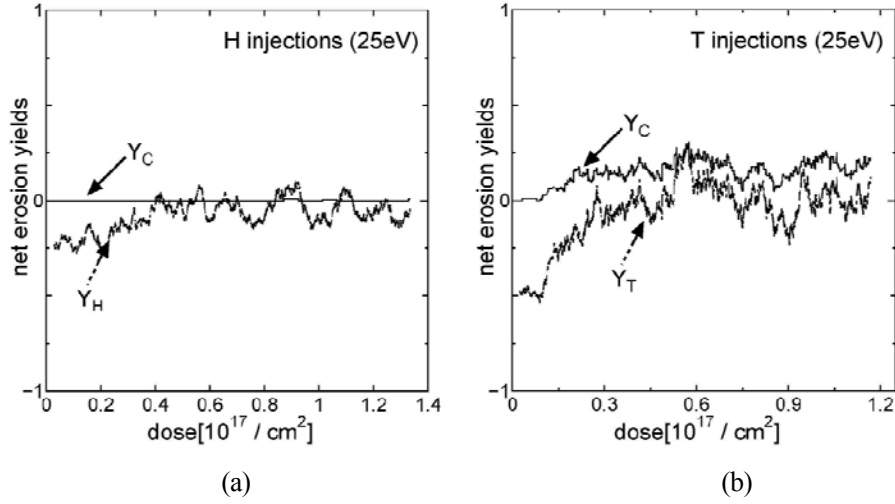 H injections (25eV)
net erosion yields
1
0
−1
Y_C
Y_H
0 0.2 0.4 0.6 0.8 1 1.2 1.4
dose[10^17 / cm^2]
(a)
T injections (25eV)
net erosion yields
1
0
−1
Y_C
Y_T
0 0.3 0.6 0.9 1.2
dose[10^17 / cm^2]
(b)